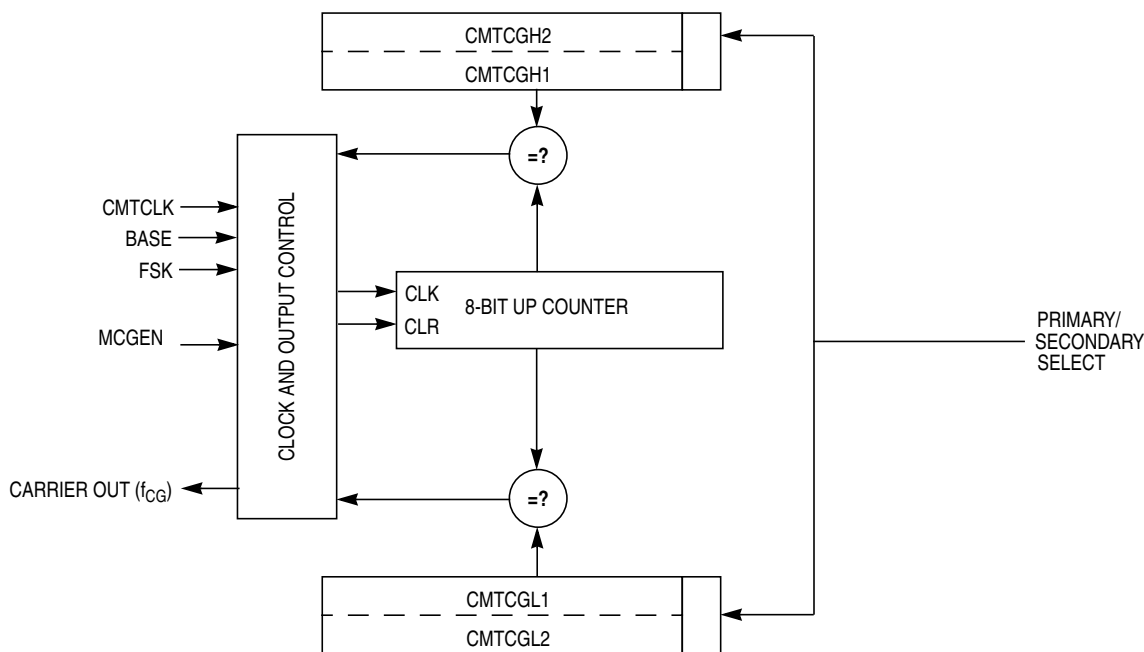 CMTCGH2
CMTCGH1
=?
CMTCLK
BASE
FSK
MCGEN
CLOCK AND OUTPUT CONTROL
CLK
CLR
8-BIT UP COUNTER
PRIMARY/
SECONDARY
SELECT
CARRIER OUT (fCG)
=?
CMTCGL1
CMTCGL2